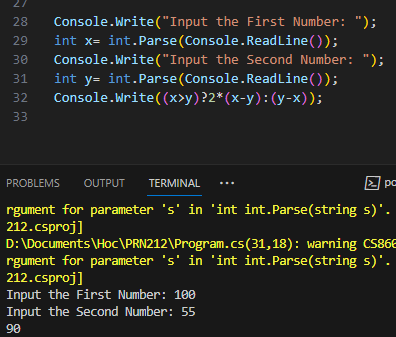 27
28 Console.Write("Input the First Number: ");
29 int x= int.Parse(Console.ReadLine());
30 Console.Write("Input the Second Number: ");
31 int y= int.Parse(Console.ReadLine());
32 Console.Write((x>y)?2*(x-y):(y-x));
33
PROBLEMS OUTPUT TERMINAL ··· po
rgument for parameter 's' in 'int int.Parse(string s)'.
212.csproj]
D:\Documents\Hoc\PRN212\Program.cs(31,18): warning CS860
rgument for parameter 's' in 'int int.Parse(string s)'.
212.csproj]
Input the First Number: 100
Input the Second Number: 55
90